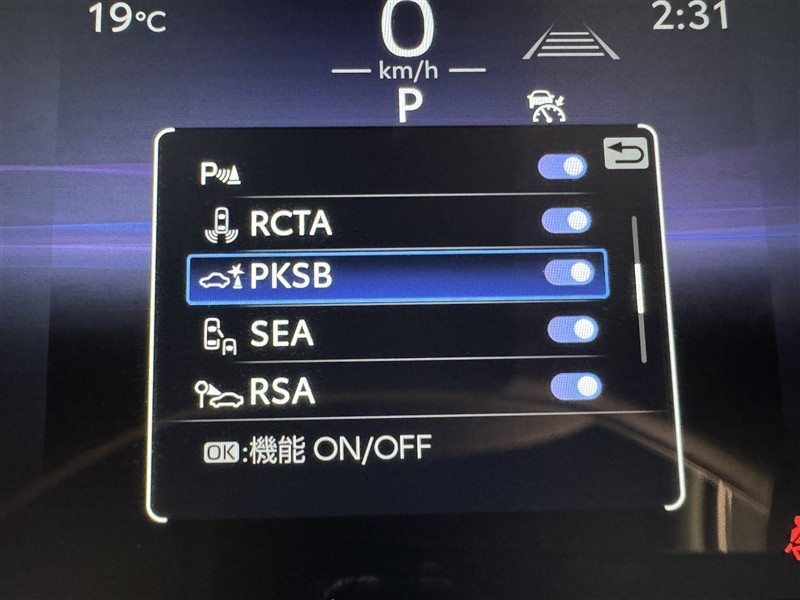 19°C
0
2:31
km/h
P
P
RCTA
PKSB
SEA
RSA
OK:機能 ON/OFF